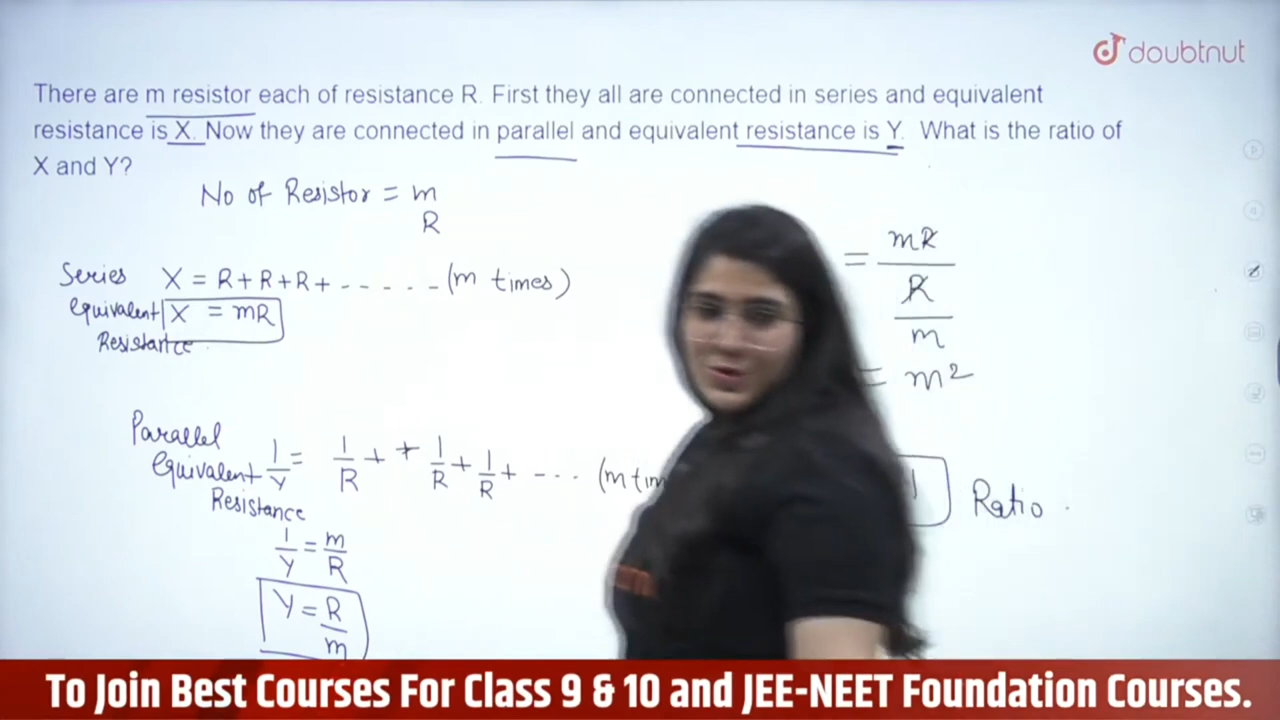 doubtnut
There are m resistor each of resistance R. First they all are connected in series and equivalent
resistance is X. Now they are connected in parallel and equivalent resistance is Y. What is the ratio of
X and Y?
No of Resistor = m
R
Series X = R+R+R+ - - - - - (m times)
Equivalent X = mR
Resistance
= mR
R
m
= m²
Parallel
Equivalent 1/Y = 1/R + + 1/R + 1/R + - - - (m tim
Resistance
1/Y = m/R
Y = R/m
1 Ratio.
To Join Best Courses For Class 9 & 10 and JEE-NEET Foundation Courses.